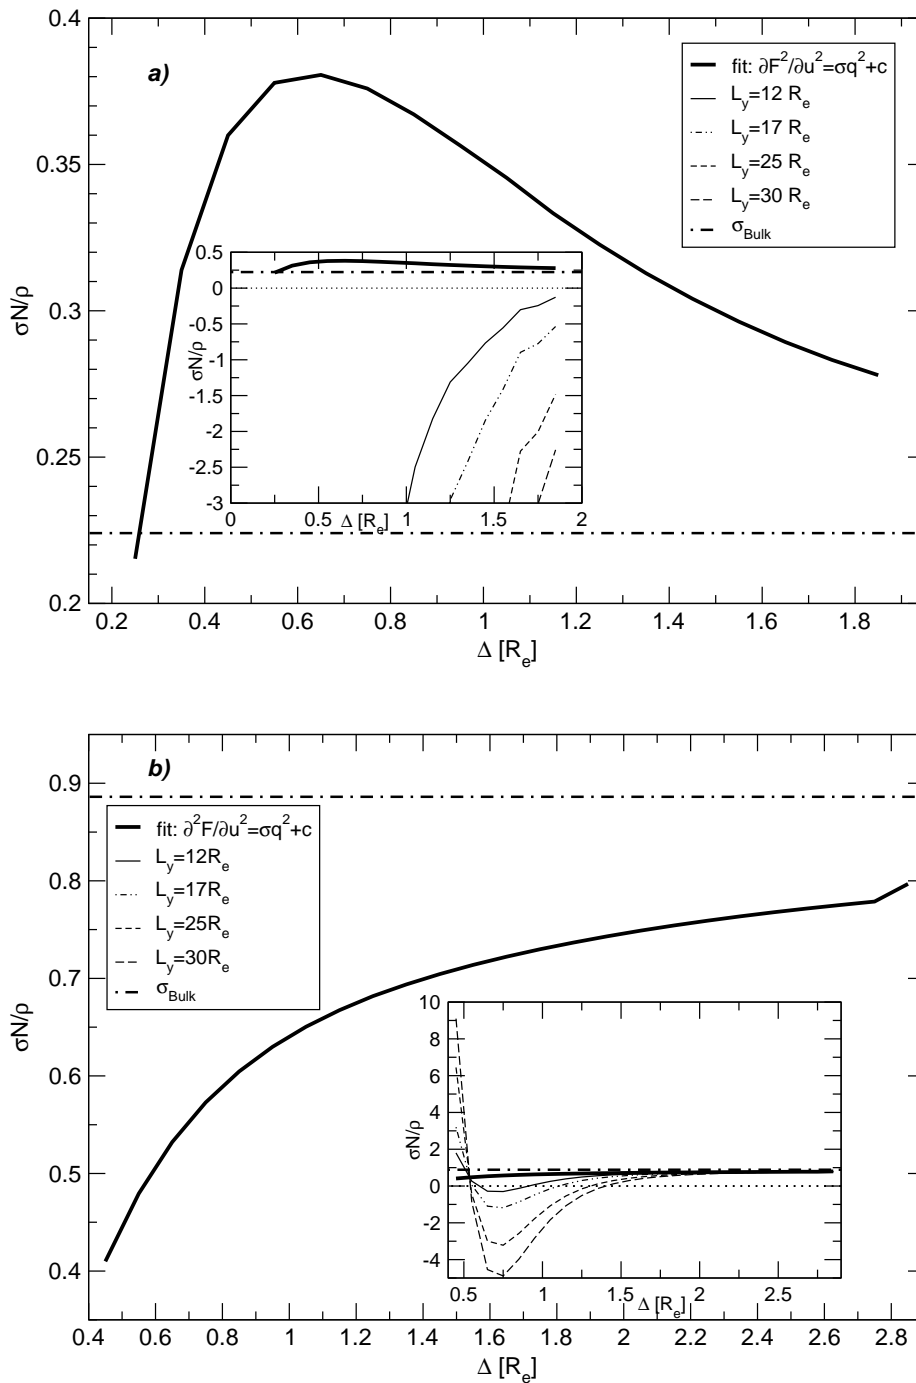 a)
0.4
0.35
0.3
0.25
0.2
σN/ρ
fit: ∂F²/∂u²=σq²+c
L_y=12 R_e
L_y=17 R_e
L_y=25 R_e
L_y=30 R_e
σ_Bulk
0.5
0
-0.5
-1
-1.5
-2
-2.5
-3
σN/ρ
0 0.5 1 1.5 2
Δ [R_e]
0.2 0.4 0.6 0.8 1 1.2 1.4 1.6 1.8
Δ [R_e]
b)
0.9
0.8
0.7
0.6
0.5
0.4
σN/ρ
fit: ∂²F/∂u²=σq²+c
L_y=12R_e
L_y=17R_e
L_y=25R_e
L_y=30R_e
σ_Bulk
10
8
6
4
2
0
-2
-4
σN/ρ
0.5 1 1.5 2 2.5
Δ [R_e]
0.4 0.6 0.8 1 1.2 1.4 1.6 1.8 2 2.2 2.4 2.6 2.8
Δ [R_e]